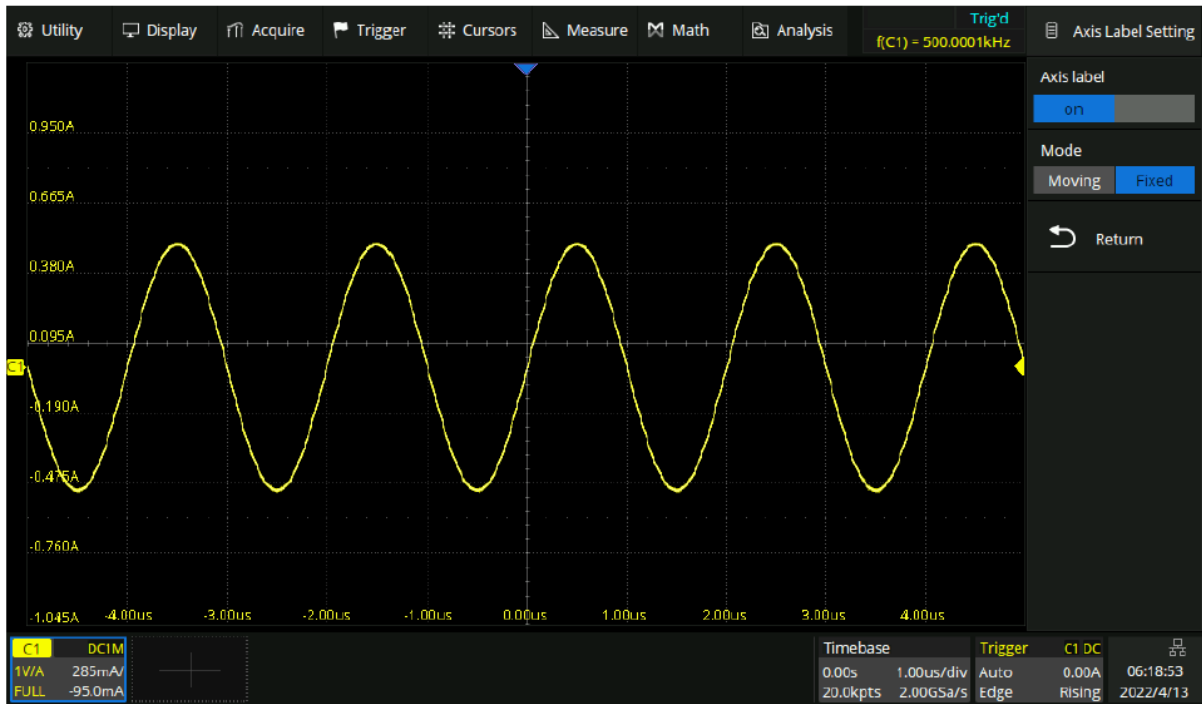 Utility Display Acquire Trigger Cursors Measure Math Analysis
Trig'd
f(C1) = 500.0001kHz
Axis Label Setting
Axis label
on
Mode
Moving Fixed
Return
0.950A
0.665A
0.380A
0.095A
C1
-0.190A
-0.475A
-0.760A
-1.045A -4.00us -3.00us -2.00us -1.00us 0.00us 1.00us 2.00us 3.00us 4.00us
C1 DC1M
1V/A 285mA/
FULL -95.0mA
Timebase
0.00s 1.00us/div
20.0kpts 2.00GSa/s
Trigger C1 DC
Auto 0.00A
Edge Rising
06:18:53
2022/4/13